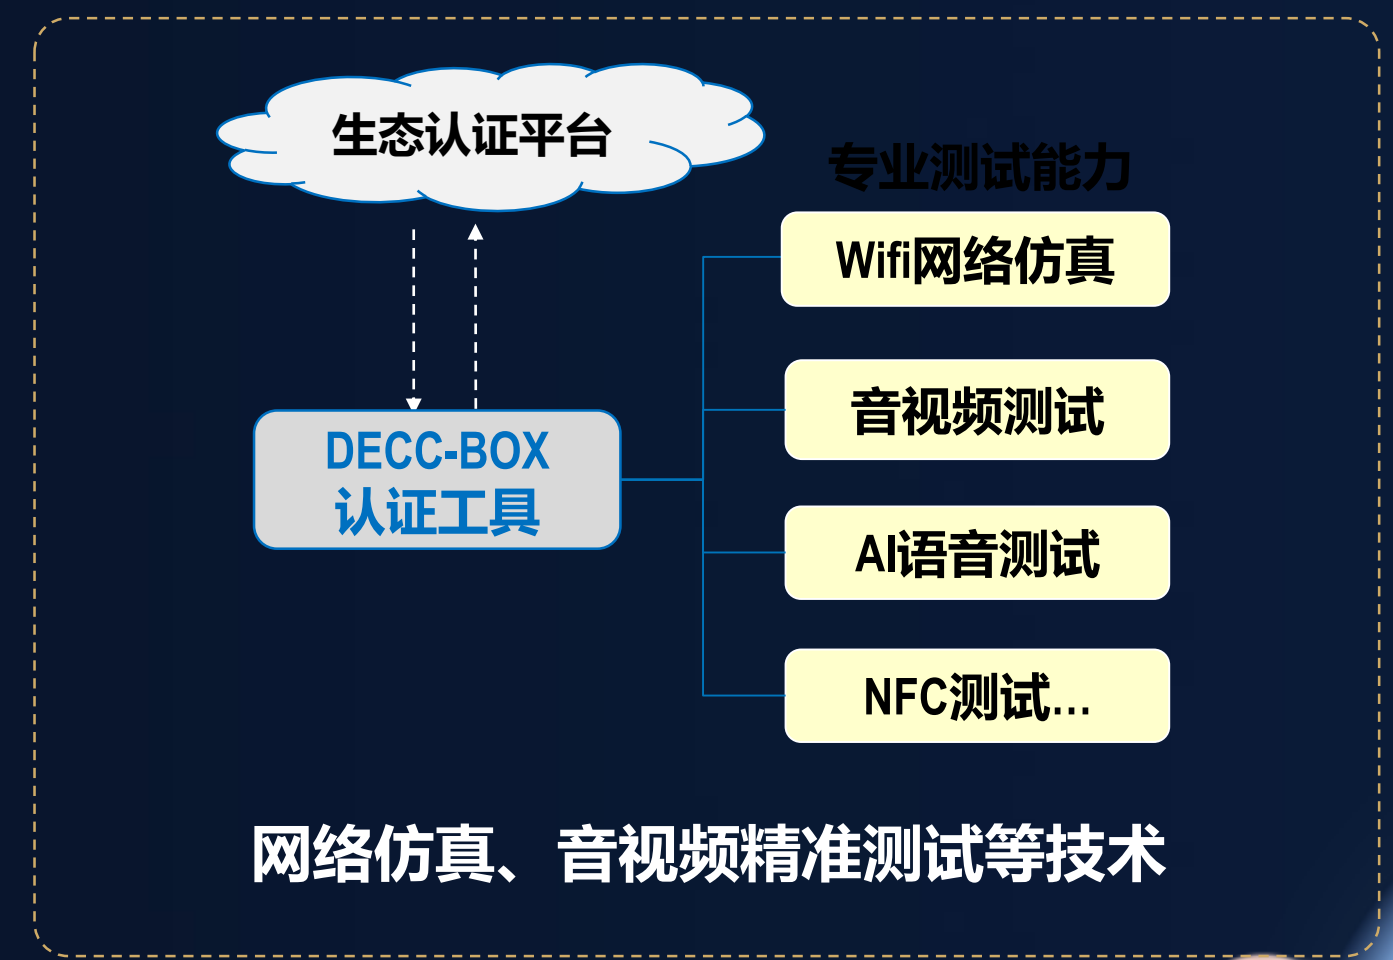 生态认证平台
专业测试能力
Wifi网络仿真
音视频测试
DECC-BOX
认证工具
AI语音测试
NFC测试...
网络仿真、音视频精准测试等技术